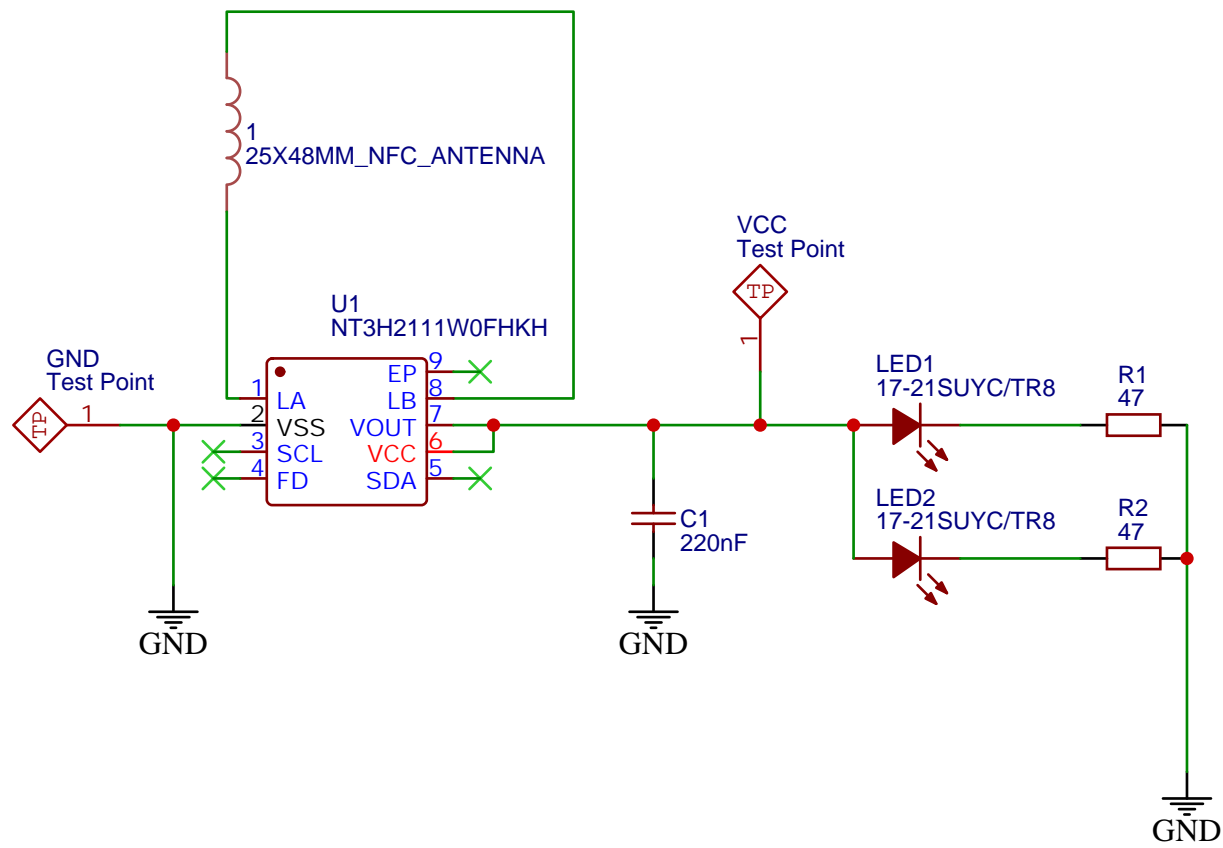 1
25X48MM_NFC_ANTENNA
VCC
Test Point
TP
1
U1
NT3H2111W0FHKH
GND
Test Point
TP
1
1
LA
2
VSS
3
SCL
4
FD
EP
9
LB
8
VOUT
7
VCC
6
SDA
5
LED1
17-21SUYC/TR8
R1
47
LED2
17-21SUYC/TR8
R2
47
C1
220nF
GND
GND
GND